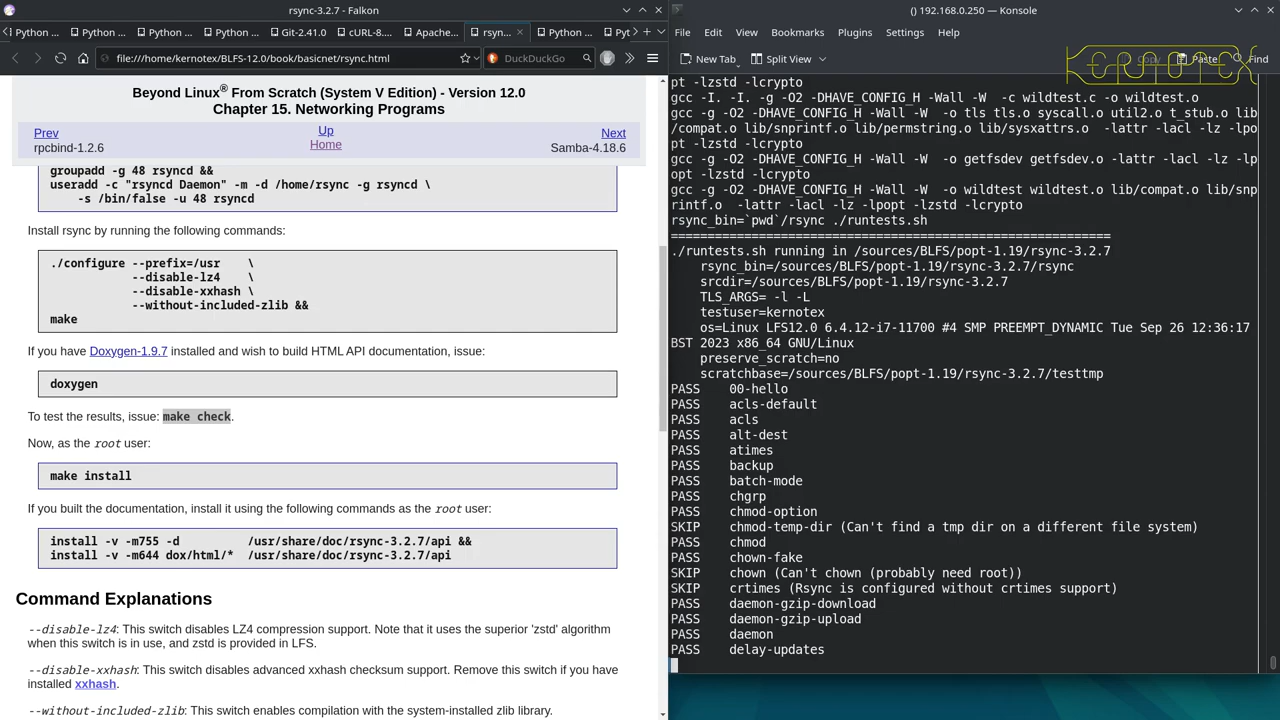 rsync-3.2.7 - Falkon
Python ...
Python ...
Python ...
Python ...
Git-2.41.0
cURL-8....
Apache...
rsyn...
Python ...
Pyt
file:///home/kernotex/BLFS-12.0/book/basicnet/rsync.html
DuckDuckGo
Beyond Linux® From Scratch (System V Edition) - Version 12.0
Chapter 15. Networking Programs
Prev
Up
Next
rpcbind-1.2.6
Home
Samba-4.18.6
groupadd -g 48 rsyncd &&
useradd -c "rsyncd Daemon" -m -d /home/rsync -g rsyncd \
-s /bin/false -u 48 rsyncd
Install rsync by running the following commands:
./configure --prefix=/usr \
--disable-lz4 \
--disable-xxhash \
--without-included-zlib &&
make
If you have Doxygen-1.9.7 installed and wish to build HTML API documentation, issue:
doxygen
To test the results, issue: make check.
Now, as the root user:
make install
If you built the documentation, install it using the following commands as the root user:
install -v -m755 -d /usr/share/doc/rsync-3.2.7/api &&
install -v -m644 dox/html/* /usr/share/doc/rsync-3.2.7/api
Command Explanations
--disable-lz4: This switch disables LZ4 compression support. Note that it uses the superior 'zstd' algorithm
when this switch is in use, and zstd is provided in LFS.
--disable-xxhash: This switch disables advanced xxhash checksum support. Remove this switch if you have
installed xxhash.
--without-included-zlib: This switch enables compilation with the system-installed zlib library.
() 192.168.0.250 — Konsole
File Edit View Bookmarks Plugins Settings Help
New Tab
Split View
Copy
Paste
Find
KERNOTEX
pt -lzstd -lcrypto
gcc -I. -I. -g -O2 -DHAVE_CONFIG_H -Wall -W  -c wildtest.c -o wildtest.o
gcc -g -O2 -DHAVE_CONFIG_H -Wall -W  -o tls tls.o syscall.o util2.o t_stub.o lib
/compat.o lib/snprintf.o lib/permstring.o lib/sysxattrs.o -lattr -lacl -lz -lpo
pt -lzstd -lcrypto
gcc -g -O2 -DHAVE_CONFIG_H -Wall -W  -o getfsdev getfsdev.o -lattr -lacl -lz -lp
opt -lzstd -lcrypto
gcc -g -O2 -DHAVE_CONFIG_H -Wall -W  -o wildtest wildtest.o lib/compat.o lib/snp
rintf.o  -lattr -lacl -lz -lpopt -lzstd -lcrypto
rsync_bin=`pwd`/rsync ./runtests.sh
============================================================
./runtests.sh running in /sources/BLFS/popt-1.19/rsync-3.2.7
rsync_bin=/sources/BLFS/popt-1.19/rsync-3.2.7/rsync
srcdir=/sources/BLFS/popt-1.19/rsync-3.2.7
TLS_ARGS= -l -L
testuser=kernotex
os=Linux LFS12.0 6.4.12-i7-11700 #4 SMP PREEMPT_DYNAMIC Tue Sep 26 12:36:17
BST 2023 x86_64 GNU/Linux
preserve_scratch=no
scratchbase=/sources/BLFS/popt-1.19/rsync-3.2.7/testtmp
PASS    00-hello
PASS    acls-default
PASS    acls
PASS    alt-dest
PASS    atimes
PASS    backup
PASS    batch-mode
PASS    chgrp
PASS    chmod-option
SKIP    chmod-temp-dir (Can't find a tmp dir on a different file system)
PASS    chmod
PASS    chown-fake
SKIP    chown (Can't chown (probably need root))
SKIP    crtimes (Rsync is configured without crtimes support)
PASS    daemon-gzip-download
PASS    daemon-gzip-upload
PASS    daemon
PASS    delay-updates